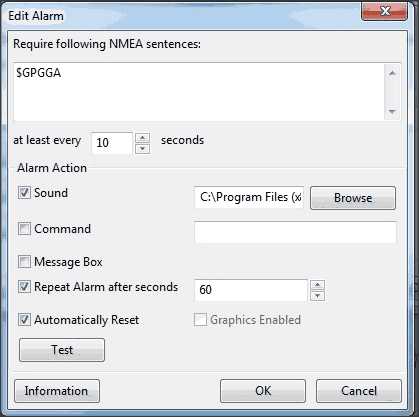 Edit Alarm
Require following NMEA sentences:
$GPGGA
at least every 10 seconds
Alarm Action
Sound C:\Program Files (x Browse
Command
Message Box
Repeat Alarm after seconds 60
Automatically Reset Graphics Enabled
Test
Information OK Cancel